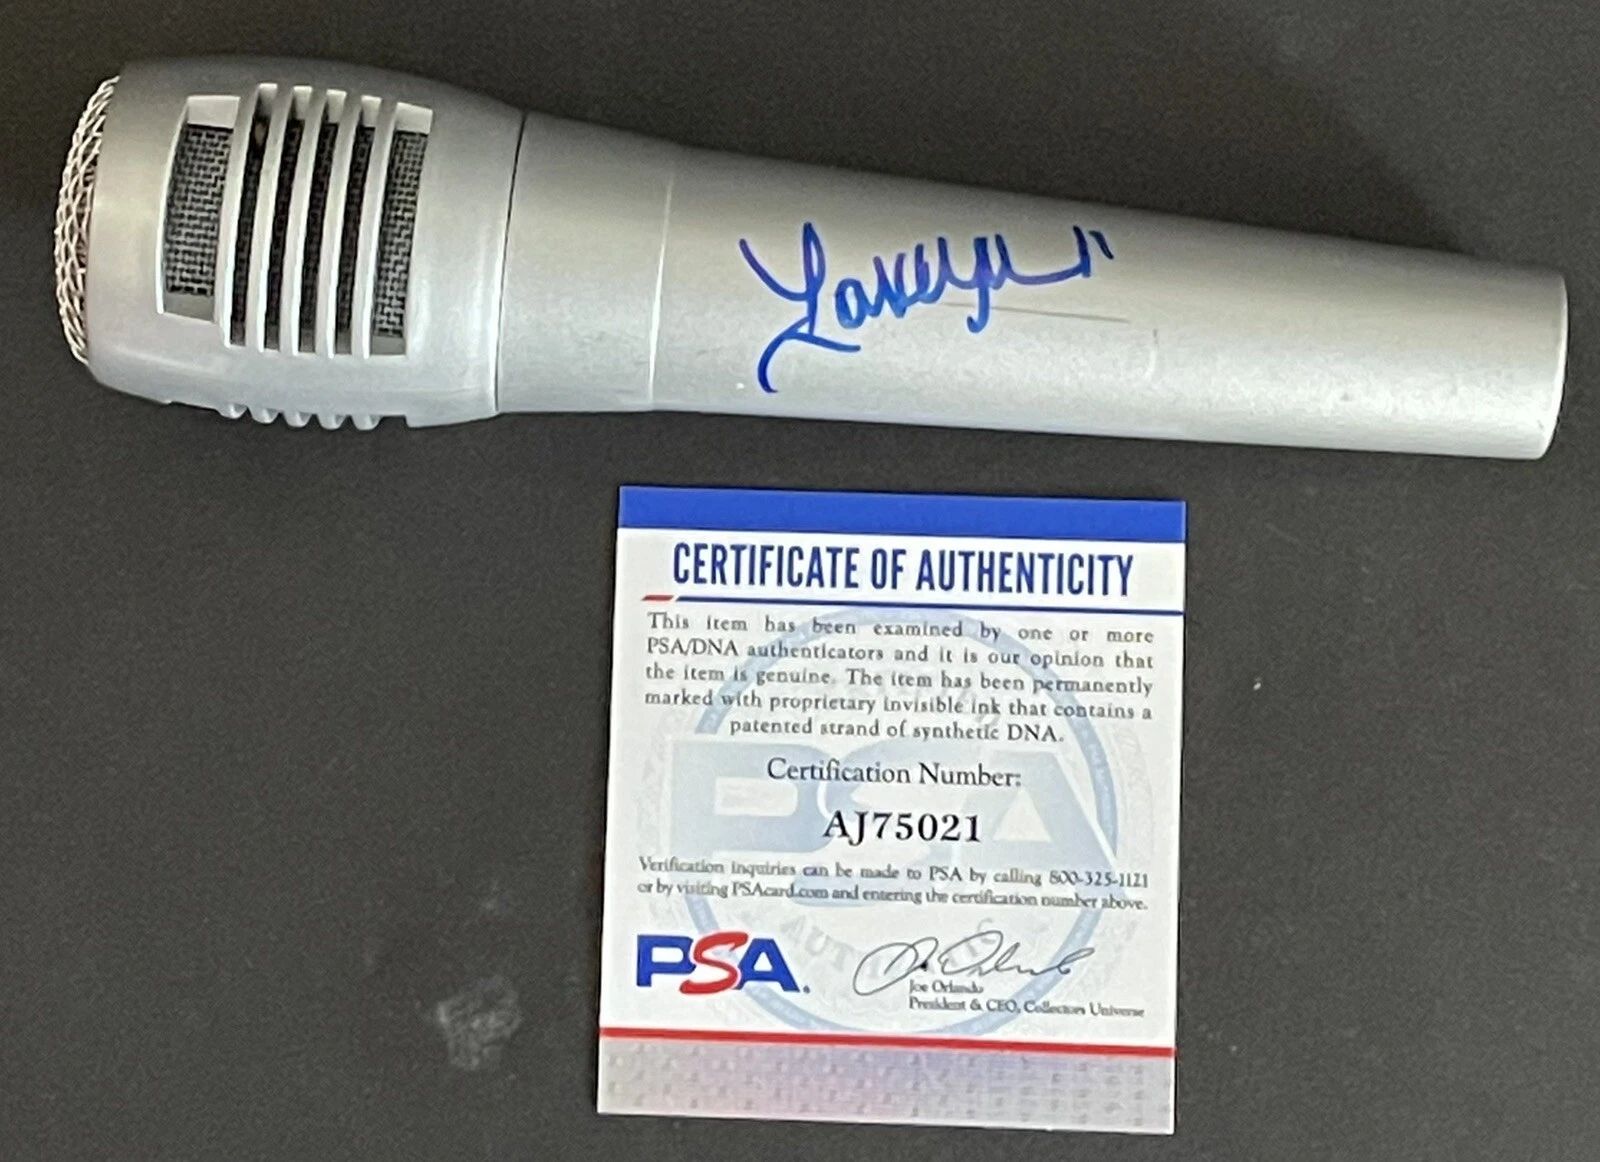 CERTIFICATE OF AUTHENTICITY
This item has been examined by one or more
PSA/DNA authenticators and it is our opinion that
the item is genuine. The item has been permanently
marked with proprietary invisible ink that contains a
patented strand of synthetic DNA.
Certification Number:
AJ75021
Verification inquiries can be made to PSA by calling 800-325-1121
or by visiting PSAcard.com and entering the certification number above.
PSA.
Joe Orlando
President & CEO, Collectors Universe